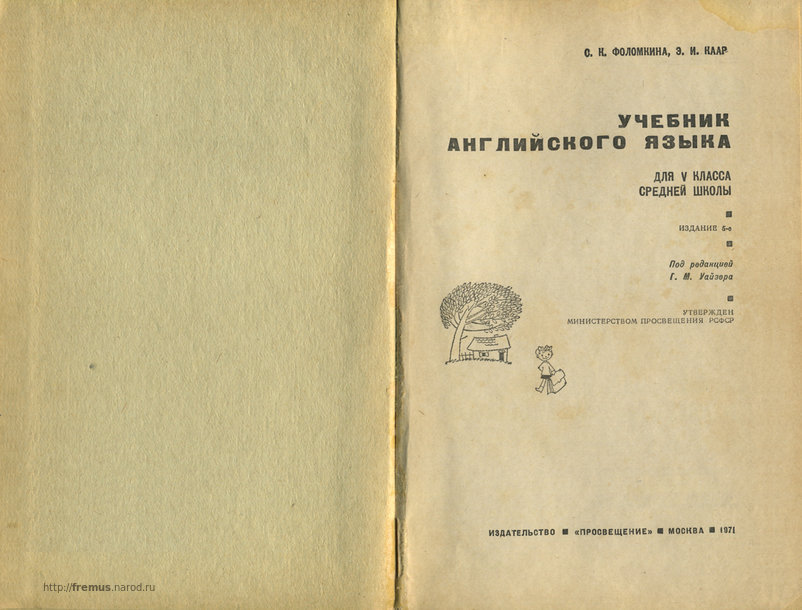 С. К. ФОЛОМКИНА, Э. И. КААР
УЧЕБНИК
АНГЛИЙСКОГО ЯЗЫКА
ДЛЯ V КЛАССА
СРЕДНЕЙ ШКОЛЫ
ИЗДАНИЕ 5-е
Под редакцией
Г. М. Уайзера
УТВЕРЖДЕН
МИНИСТЕРСТВОМ ПРОСВЕЩЕНИЯ РСФСР
ИЗДАТЕЛЬСТВО ■ «ПРОСВЕЩЕНИЕ» ■ МОСКВА ■ 1971
http://fremus.narod.ru